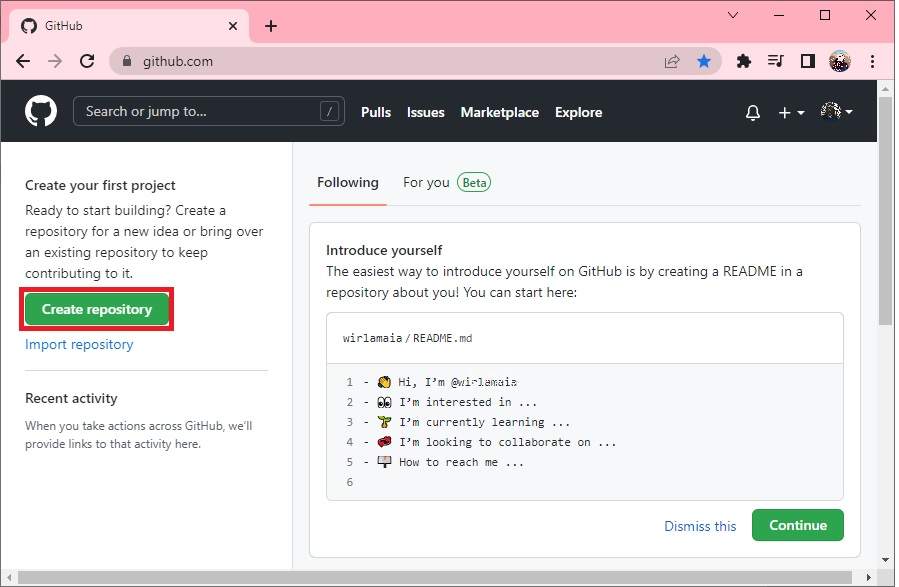 GitHub
github.com
Search or jump to... /
Pulls Issues Marketplace Explore
Create your first project
Ready to start building? Create a
repository for a new idea or bring over
an existing repository to keep
contributing to it.
Create repository
Import repository
Recent activity
When you take actions across GitHub, we’ll
provide links to that activity here.
Following For you Beta
Introduce yourself
The easiest way to introduce yourself on GitHub is by creating a README in a
repository about you! You can start here:
wirlamaia/README.md
1 - 👋 Hi, I’m @wirlamaia
2 - 👀 I’m interested in ...
3 - 🌱 I’m currently learning ...
4 - 💞️ I’m looking to collaborate on ...
5 - 📫 How to reach me ...
6
Dismiss this Continue